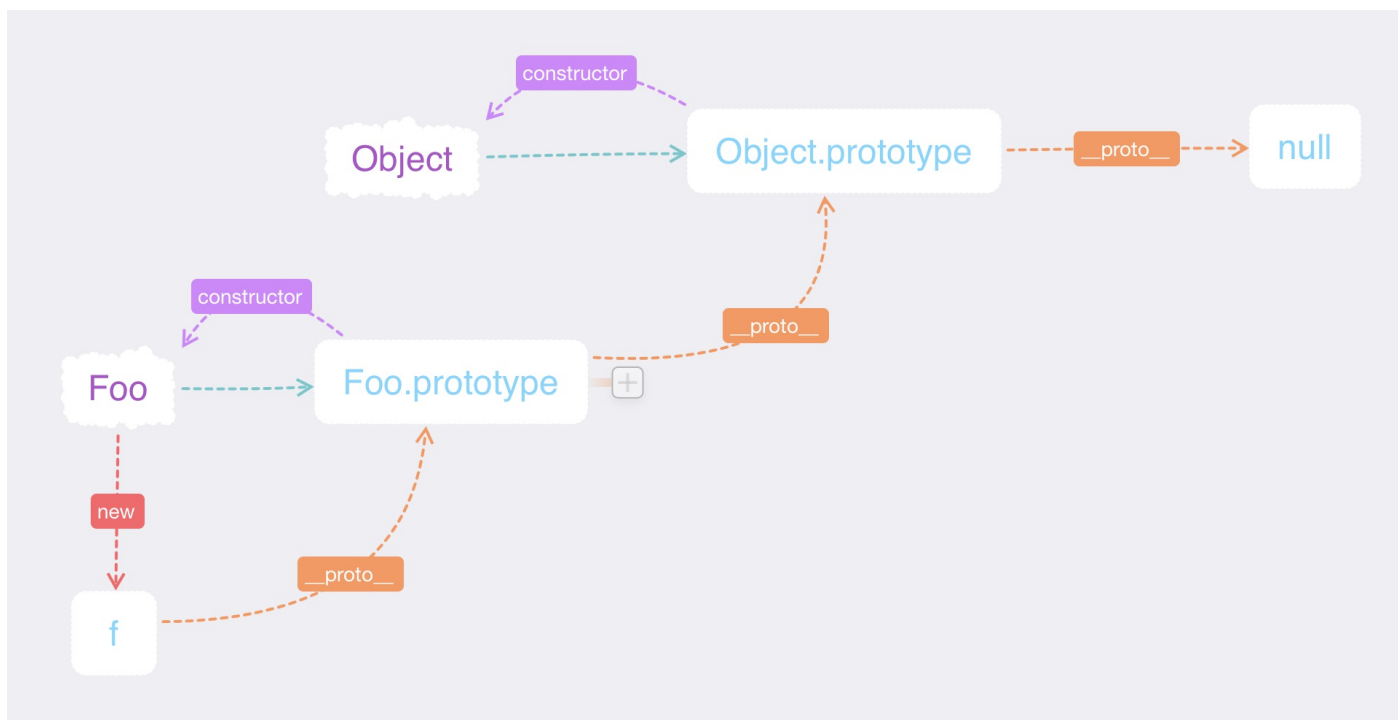 constructor
Object
Object.prototype
__proto__
null
constructor
__proto__
Foo
Foo.prototype
new
__proto__
f